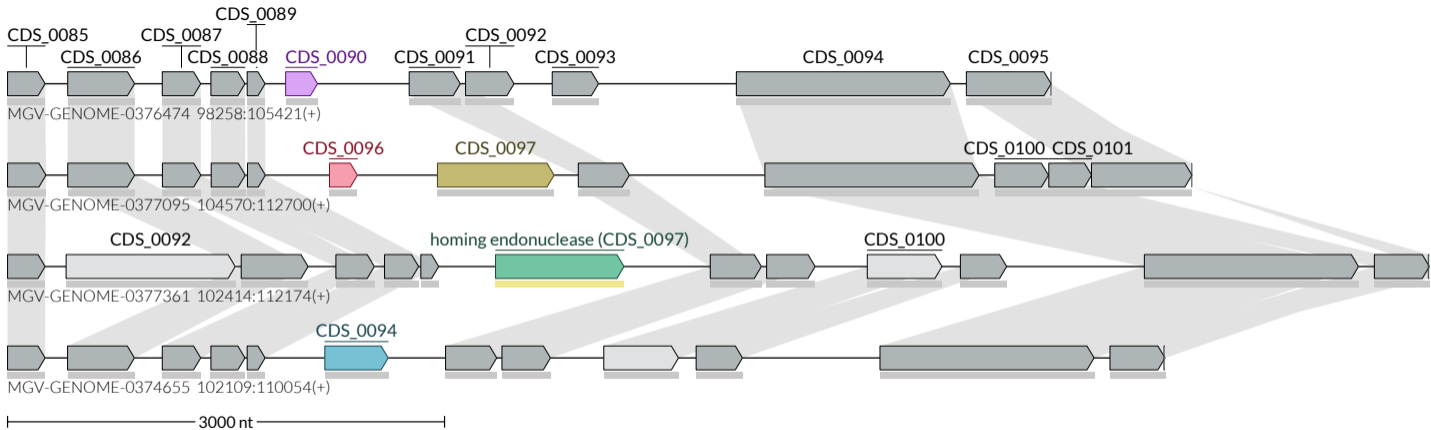 CDS_0089
CDS_0085 CDS_0087 CDS_0092
CDS_0086 CDS_0088 CDS_0090 CDS_0091 CDS_0093 CDS_0094 CDS_0095
MGV-GENOME-0376474 98258:105421(+)
CDS_0096 CDS_0097 CDS_0100 CDS_0101
MGV-GENOME-0377095 104570:112700(+)
CDS_0092 homing endonuclease (CDS_0097) CDS_0100
MGV-GENOME-0377361 102414:112174(+)
CDS_0094
MGV-GENOME-0374655 102109:110054(+)
3000 nt